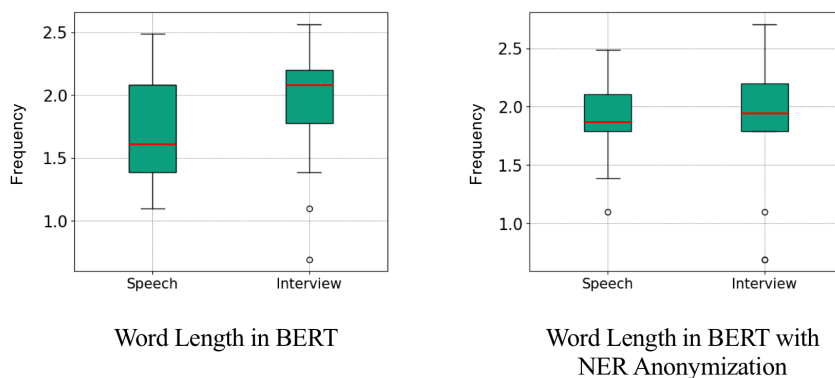 2.5
2.0
1.5
1.0
Frequency
Speech
Interview
Word Length in BERT
2.5
2.0
1.5
1.0
Frequency
Speech
Interview
Word Length in BERT with
NER Anonymization